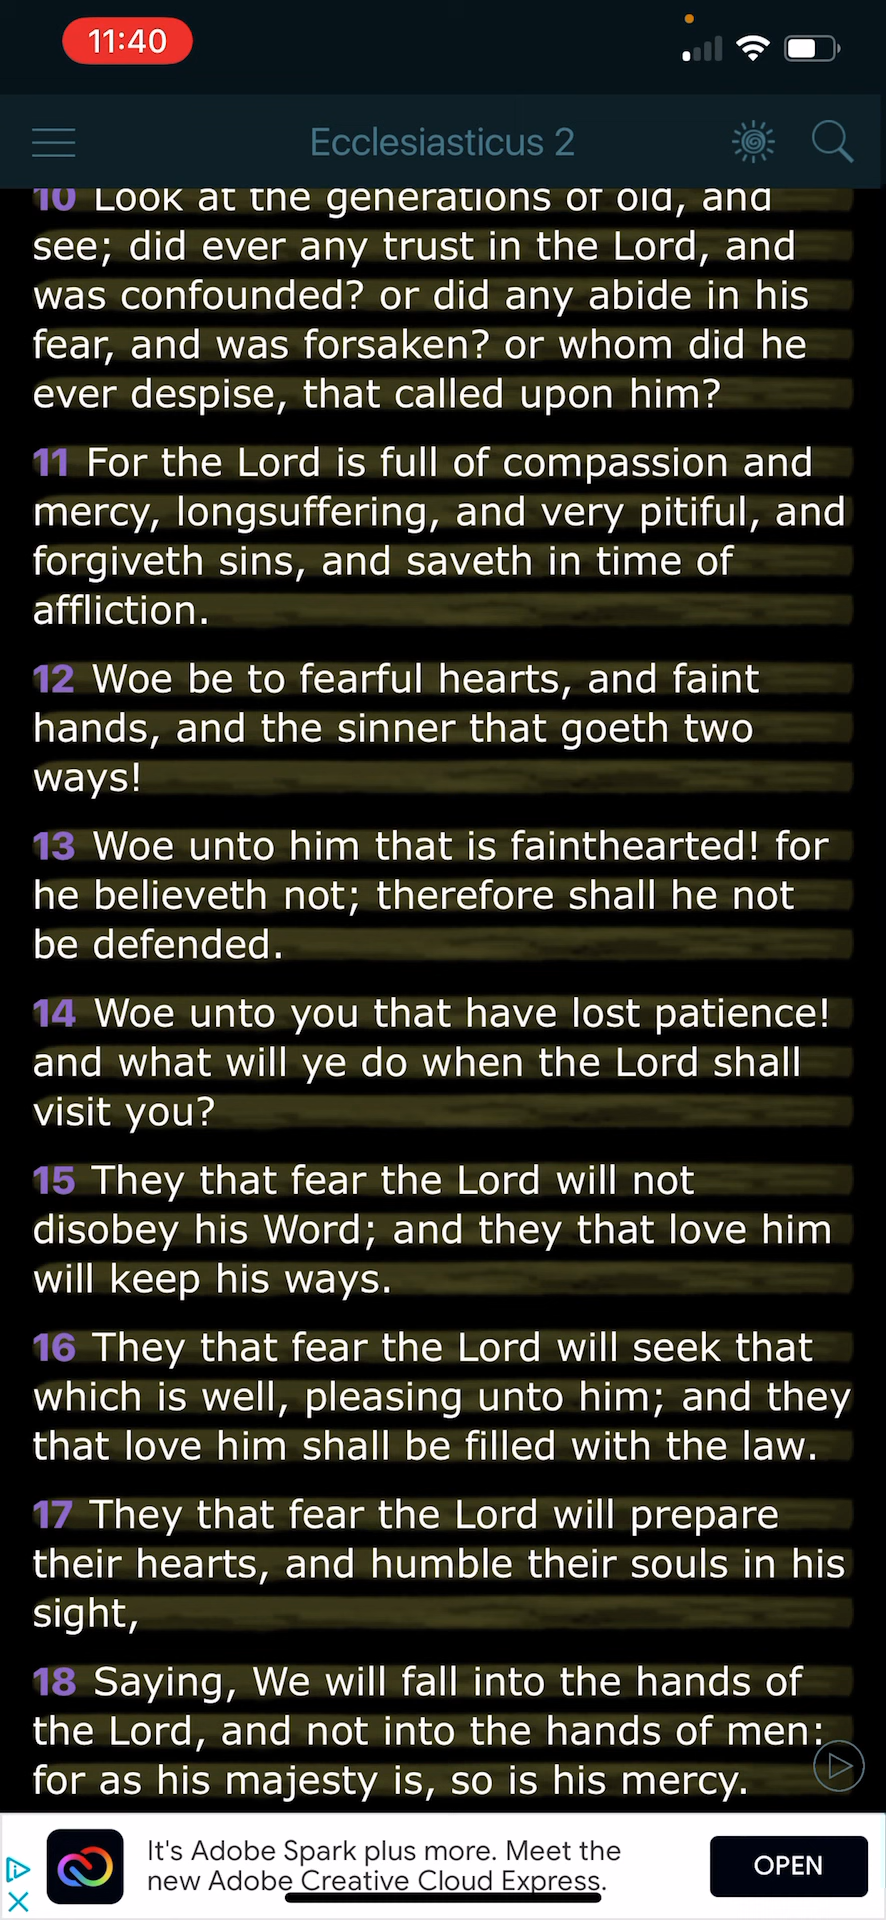 11:40
Ecclesiasticus 2
10 Look at the generations of old, and
see; did ever any trust in the Lord, and
was confounded? or did any abide in his
fear, and was forsaken? or whom did he
ever despise, that called upon him?
11 For the Lord is full of compassion and
mercy, longsuffering, and very pitiful, and
forgiveth sins, and saveth in time of
affliction.
12 Woe be to fearful hearts, and faint
hands, and the sinner that goeth two
ways!
13 Woe unto him that is fainthearted! for
he believeth not; therefore shall he not
be defended.
14 Woe unto you that have lost patience!
and what will ye do when the Lord shall
visit you?
15 They that fear the Lord will not
disobey his Word; and they that love him
will keep his ways.
16 They that fear the Lord will seek that
which is well, pleasing unto him; and they
that love him shall be filled with the law.
17 They that fear the Lord will prepare
their hearts, and humble their souls in his
sight,
18 Saying, We will fall into the hands of
the Lord, and not into the hands of men:
for as his majesty is, so is his mercy.
It's Adobe Spark plus more. Meet the
new Adobe Creative Cloud Express.
OPEN